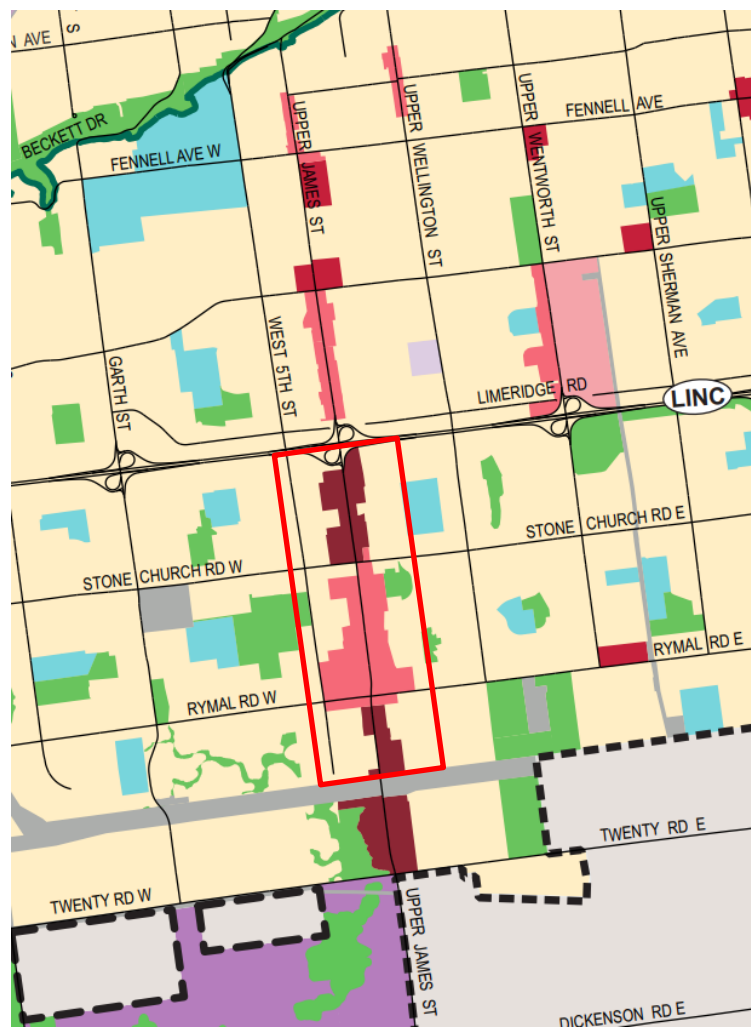 N AVE
S
BECKETT DR
FENNELL AVE W
FENNELL AVE
UPPER JAMES ST
UPPER WELLINGTON ST
UPPER WENTWORTH ST
UPPER SHERMAN AVE
GARTH ST
WEST 5TH ST
LIMERIDGE RD
LINC
STONE CHURCH RD W
STONE CHURCH RD E
RYMAL RD W
RYMAL RD E
TWENTY RD W
TWENTY RD E
UPPER JAMES ST
DICKENSON RD E